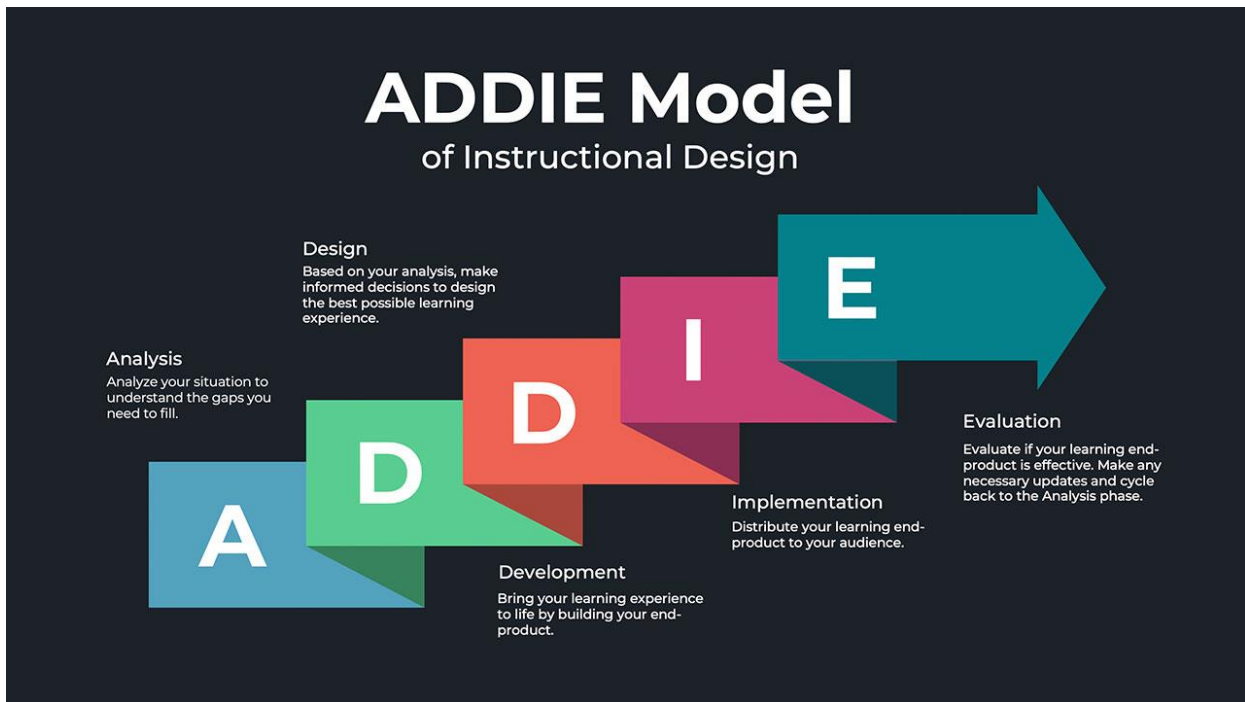 ADDIE Model
of Instructional Design
Analysis
Analyze your situation to
understand the gaps you
need to fill.
Design
Based on your analysis, make
informed decisions to design
the best possible learning
experience.
A
D
D
I
E
Development
Bring your learning experience
to life by building your end-
product.
Implementation
Distribute your learning end-
product to your audience.
Evaluation
Evaluate if your learning end-
product is effective. Make any
necessary updates and cycle
back to the Analysis phase.